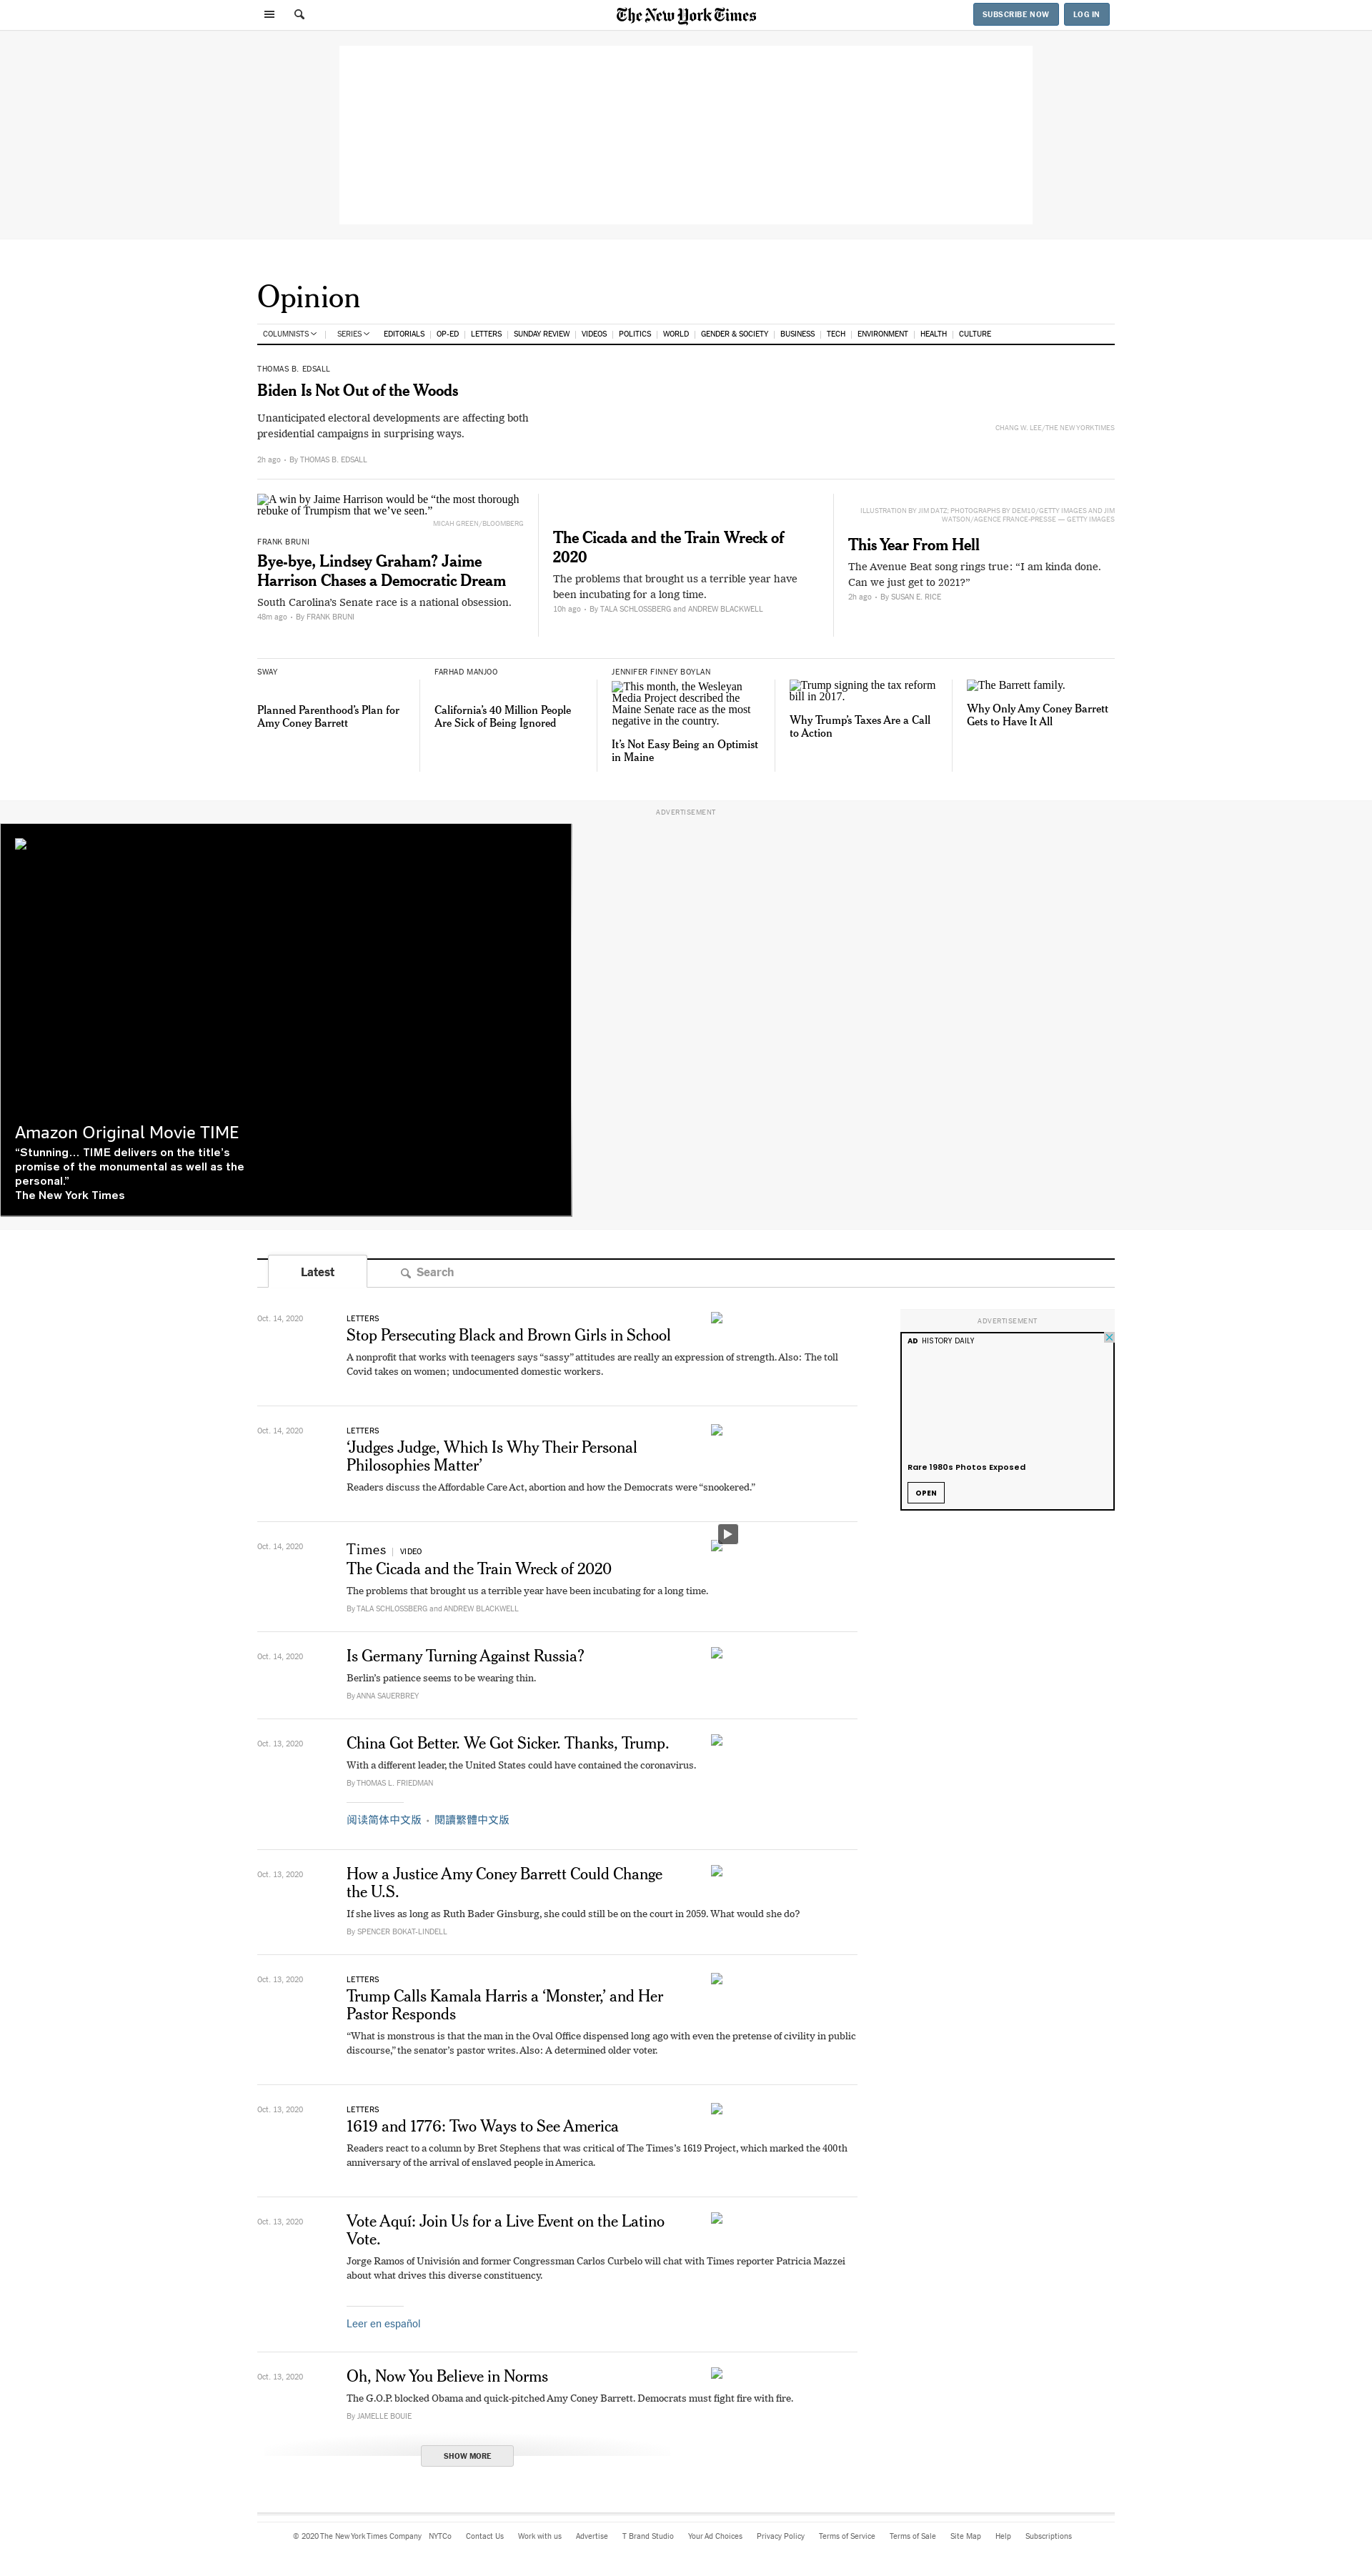 The New York Times
SUBSCRIBE NOW
LOG IN
Opinion
COLUMNISTS
SERIES
EDITORIALS
OP-ED
LETTERS
SUNDAY REVIEW
VIDEOS
POLITICS
WORLD
GENDER & SOCIETY
BUSINESS
TECH
ENVIRONMENT
HEALTH
CULTURE
THOMAS B. EDSALL
Biden Is Not Out of the Woods
Unanticipated electoral developments are affecting both
presidential campaigns in surprising ways.
2h ago • By THOMAS B. EDSALL
CHANG W. LEE/THE NEW YORK TIMES
A win by Jaime Harrison would be “the most thorough
rebuke of Trumpism that we’ve seen.”
MICAH GREEN/BLOOMBERG
FRANK BRUNI
Bye-bye, Lindsey Graham? Jaime
Harrison Chases a Democratic Dream
South Carolina’s Senate race is a national obsession.
48m ago • By FRANK BRUNI
The Cicada and the Train Wreck of
2020
The problems that brought us a terrible year have
been incubating for a long time.
10h ago • By TALA SCHLOSSBERG and ANDREW BLACKWELL
ILLUSTRATION BY JIM DATZ; PHOTOGRAPHS BY DEM10/GETTY IMAGES AND JIM
WATSON/AGENCE FRANCE-PRESSE — GETTY IMAGES
This Year From Hell
The Avenue Beat song rings true: “I am kinda done.
Can we just get to 2021?”
2h ago • By SUSAN E. RICE
SWAY
Planned Parenthood’s Plan for
Amy Coney Barrett
FARHAD MANJOO
California’s 40 Million People
Are Sick of Being Ignored
JENNIFER FINNEY BOYLAN
This month, the Wesleyan
Media Project described the
Maine Senate race as the most
negative in the country.
It’s Not Easy Being an Optimist
in Maine
Trump signing the tax reform
bill in 2017.
Why Trump’s Taxes Are a Call
to Action
The Barrett family.
Why Only Amy Coney Barrett
Gets to Have It All
ADVERTISEMENT
Amazon Original Movie TIME
“Stunning… TIME delivers on the title’s
promise of the monumental as well as the
personal.”
The New York Times
Latest
Search
Oct. 14, 2020
LETTERS
Stop Persecuting Black and Brown Girls in School
A nonprofit that works with teenagers says “sassy” attitudes are really an expression of strength. Also: The toll
Covid takes on women; undocumented domestic workers.
ADVERTISEMENT
AD HISTORY DAILY
Rare 1980s Photos Exposed
OPEN
Oct. 14, 2020
LETTERS
‘Judges Judge, Which Is Why Their Personal
Philosophies Matter’
Readers discuss the Affordable Care Act, abortion and how the Democrats were “snookered.”
Oct. 14, 2020
Times | VIDEO
The Cicada and the Train Wreck of 2020
The problems that brought us a terrible year have been incubating for a long time.
By TALA SCHLOSSBERG and ANDREW BLACKWELL
Oct. 14, 2020
Is Germany Turning Against Russia?
Berlin’s patience seems to be wearing thin.
By ANNA SAUERBREY
Oct. 13, 2020
China Got Better. We Got Sicker. Thanks, Trump.
With a different leader, the United States could have contained the coronavirus.
By THOMAS L. FRIEDMAN
阅读简体中文版 • 閱讀繁體中文版
Oct. 13, 2020
How a Justice Amy Coney Barrett Could Change
the U.S.
If she lives as long as Ruth Bader Ginsburg, she could still be on the court in 2059. What would she do?
By SPENCER BOKAT-LINDELL
Oct. 13, 2020
LETTERS
Trump Calls Kamala Harris a ‘Monster,’ and Her
Pastor Responds
“What is monstrous is that the man in the Oval Office dispensed long ago with even the pretense of civility in public
discourse,” the senator’s pastor writes. Also: A determined older voter.
Oct. 13, 2020
LETTERS
1619 and 1776: Two Ways to See America
Readers react to a column by Bret Stephens that was critical of The Times’s 1619 Project, which marked the 400th
anniversary of the arrival of enslaved people in America.
Oct. 13, 2020
Vote Aquí: Join Us for a Live Event on the Latino
Vote.
Jorge Ramos of Univisión and former Congressman Carlos Curbelo will chat with Times reporter Patricia Mazzei
about what drives this diverse constituency.
Leer en español
Oct. 13, 2020
Oh, Now You Believe in Norms
The G.O.P. blocked Obama and quick-pitched Amy Coney Barrett. Democrats must fight fire with fire.
By JAMELLE BOUIE
SHOW MORE
© 2020 The New York Times Company NYTCo Contact Us Work with us Advertise T Brand Studio Your Ad Choices Privacy Policy Terms of Service Terms of Sale Site Map Help Subscriptions